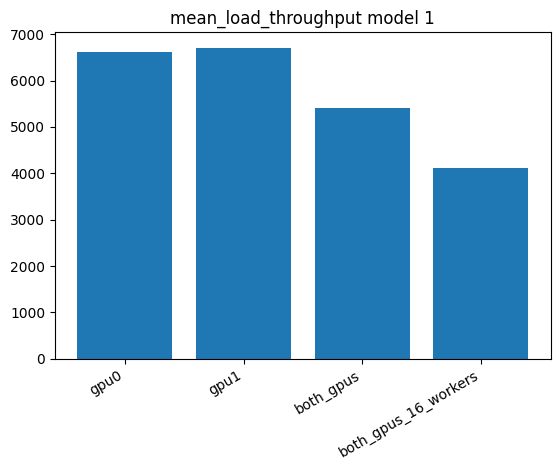 mean_load_throughput model 1
7000
6000
5000
4000
3000
2000
1000
0
gpu0
gpu1
both_gpus
both_gpus_16_workers